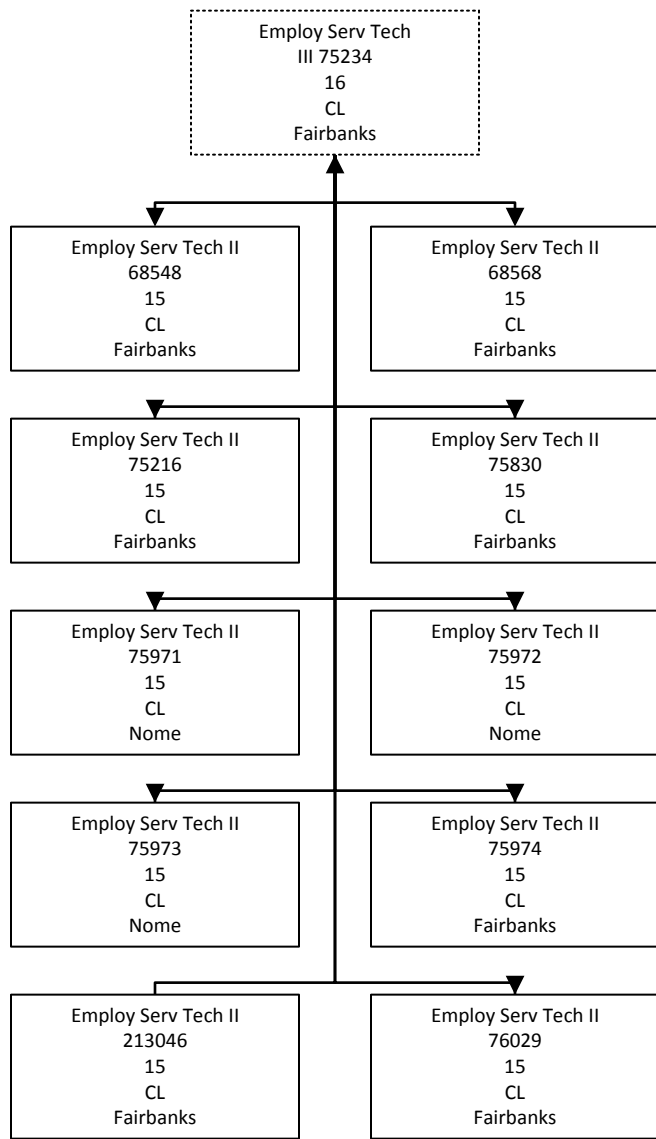 Employ Serv Tech
III 75234
16
CL
Fairbanks
Employ Serv Tech II
68548
15
CL
Fairbanks
Employ Serv Tech II
68568
15
CL
Fairbanks
Employ Serv Tech II
75216
15
CL
Fairbanks
Employ Serv Tech II
75830
15
CL
Fairbanks
Employ Serv Tech II
75971
15
CL
Nome
Employ Serv Tech II
75972
15
CL
Nome
Employ Serv Tech II
75973
15
CL
Nome
Employ Serv Tech II
75974
15
CL
Fairbanks
Employ Serv Tech II
213046
15
CL
Fairbanks
Employ Serv Tech II
76029
15
CL
Fairbanks